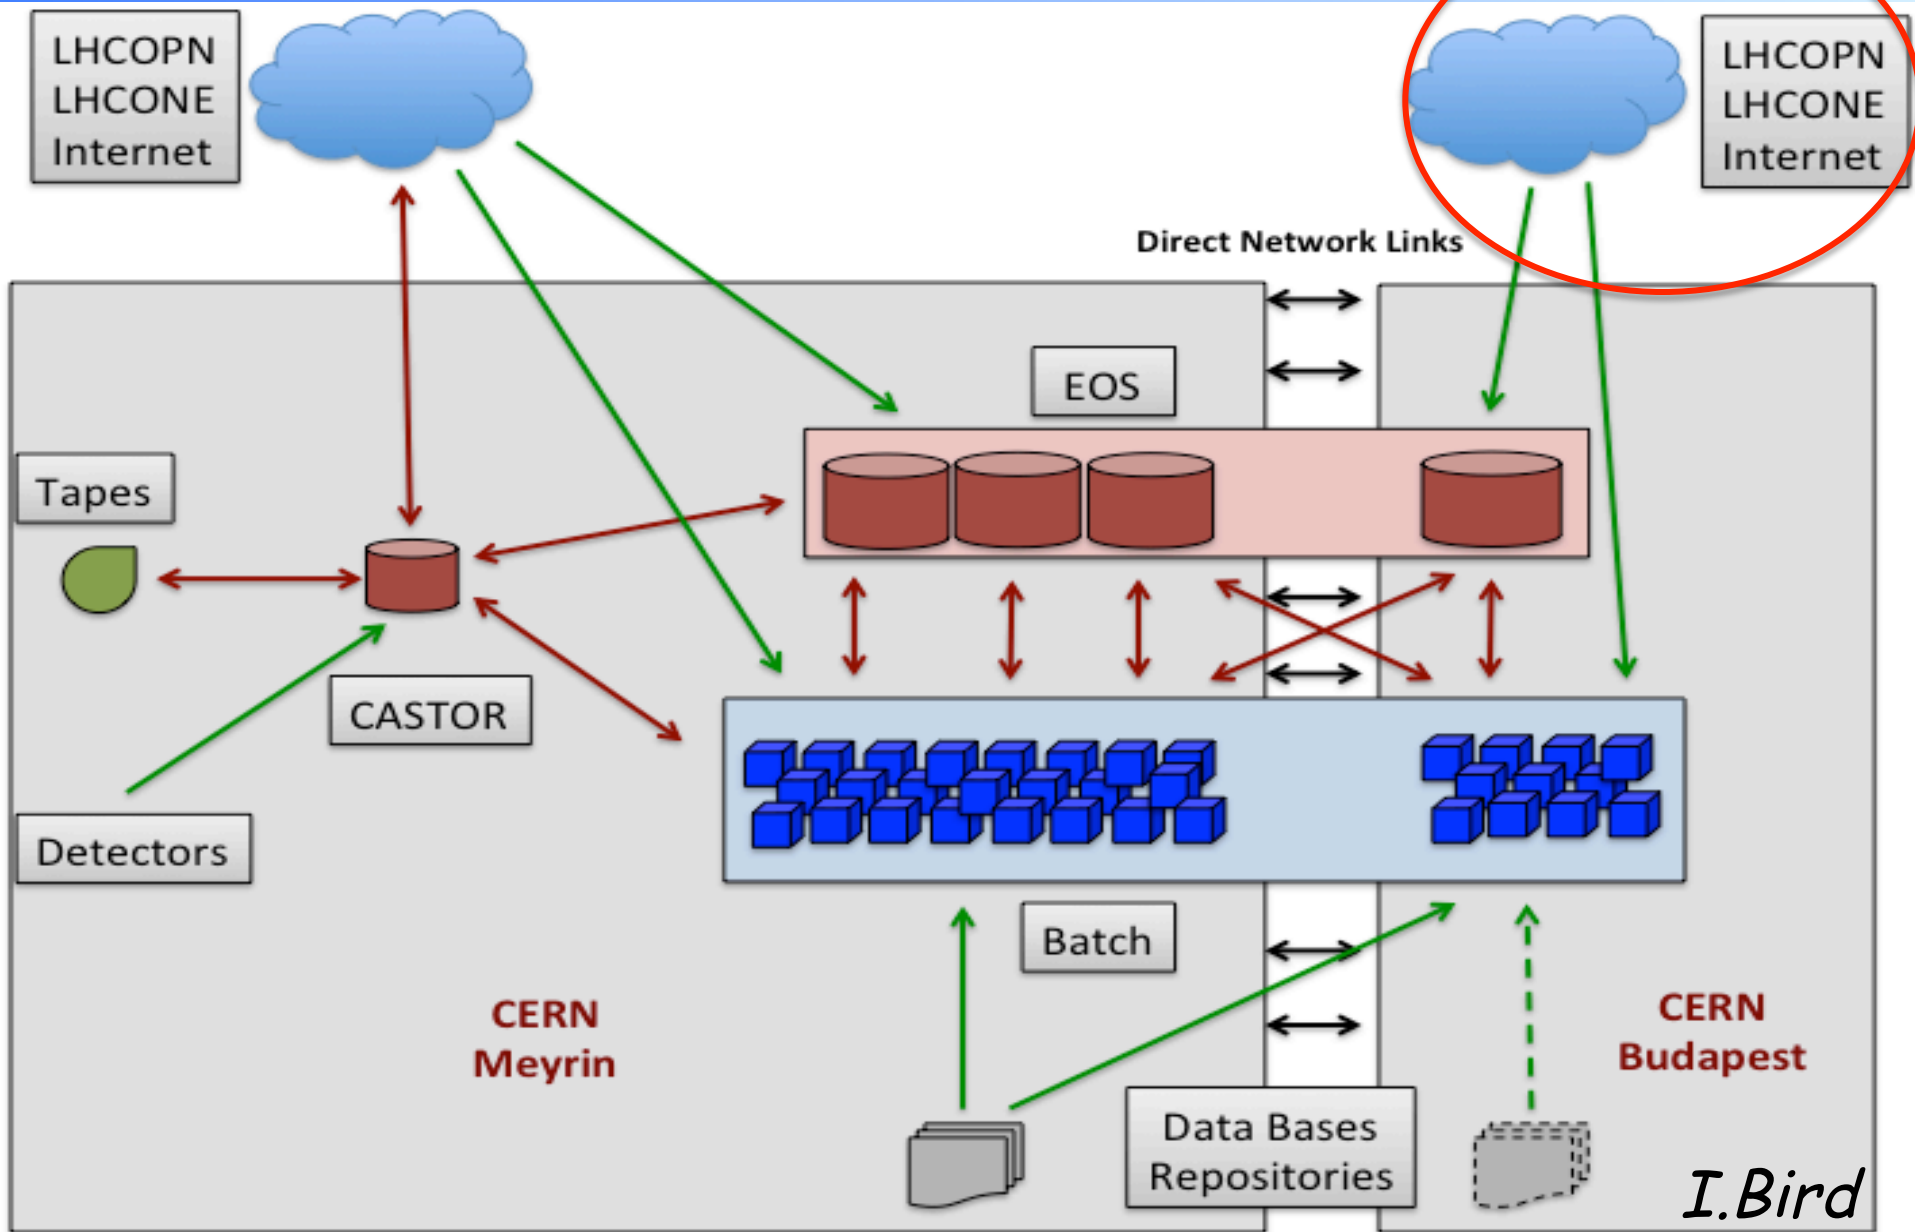 LHCOPN
LHCONE
Internet
LHCOPN
LHCONE
Internet
Direct Network Links
EOS
Tapes
CASTOR
Detectors
Batch
CERN
Meyrin
CERN
Budapest
Data Bases
Repositories
I.Bird